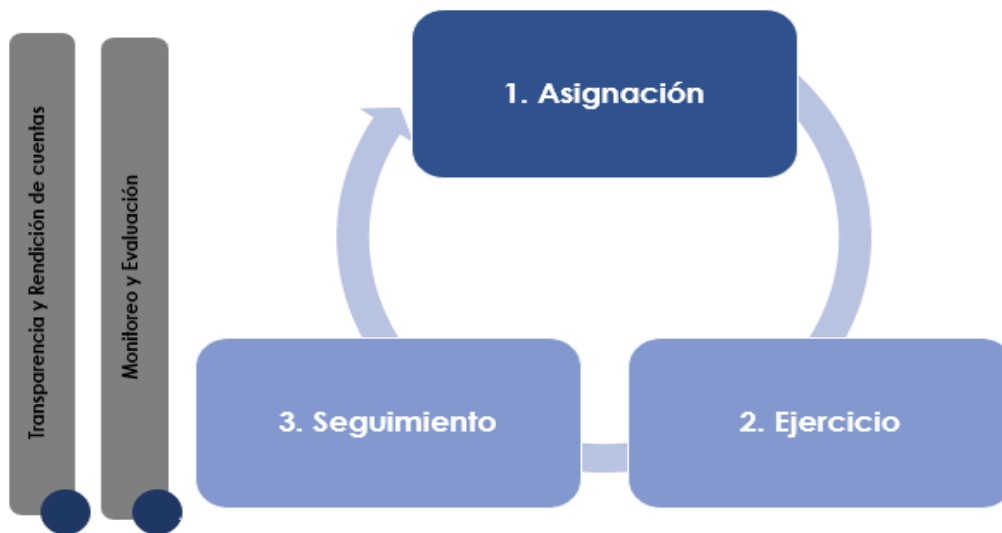 Transparencia y Rendición de cuentas
Monitoreo y Evaluación
1. Asignación
3. Seguimiento
2. Ejercicio